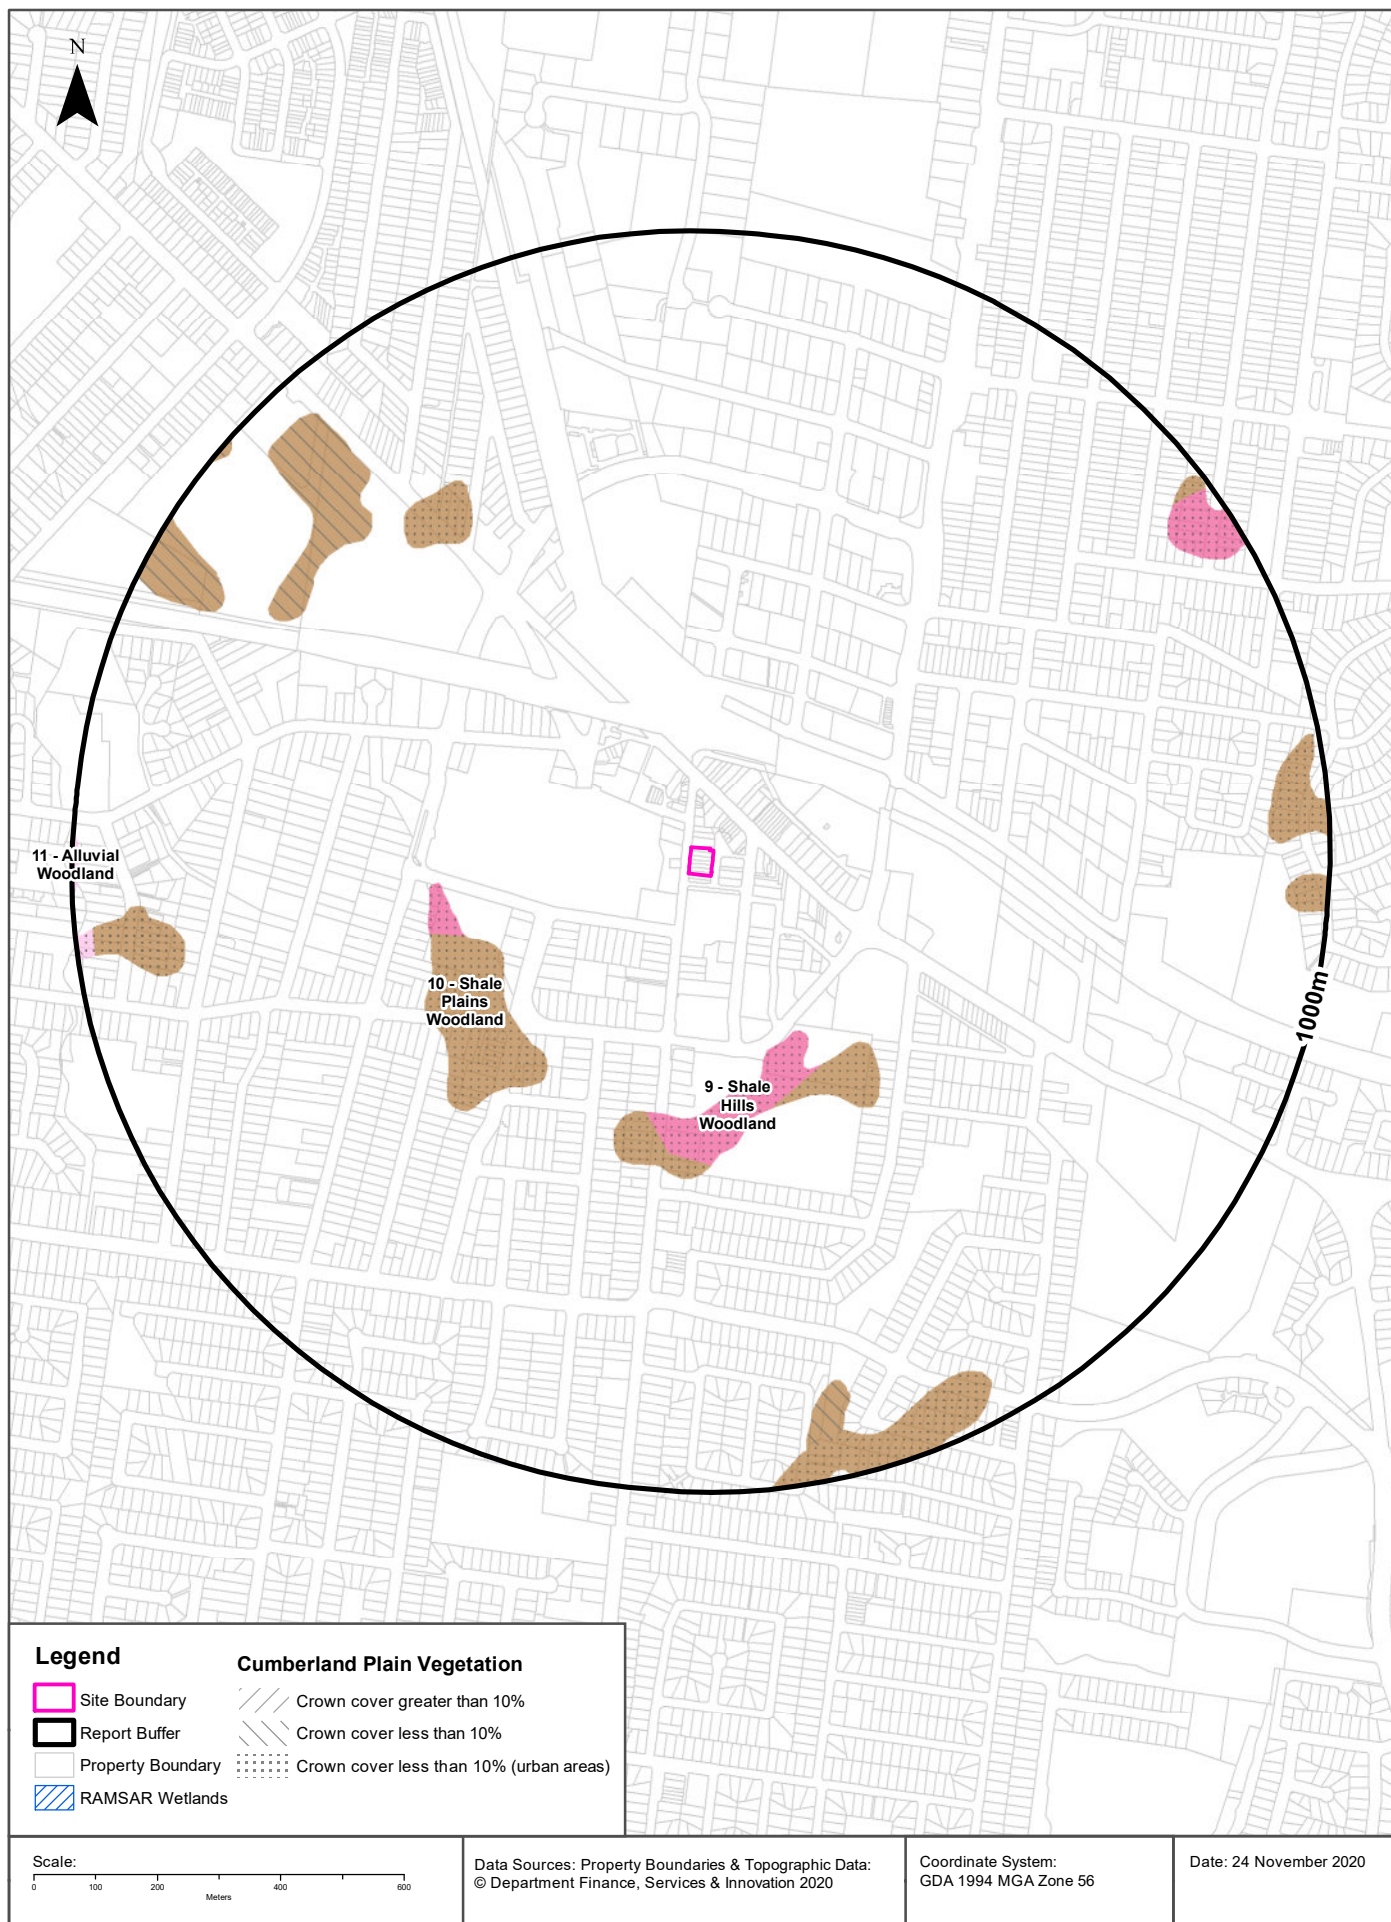 N
11 - Alluvial
Woodland
10 - Shale
Plains
Woodland
9 - Shale
Hills
Woodland
1000m
Legend
Site Boundary
Report Buffer
Property Boundary
RAMSAR Wetlands
Cumberland Plain Vegetation
Crown cover greater than 10%
Crown cover less than 10%
Crown cover less than 10% (urban areas)
Scale:
0 100 200 400 600
Meters
Data Sources: Property Boundaries & Topographic Data:
© Department Finance, Services & Innovation 2020
Coordinate System:
GDA 1994 MGA Zone 56
Date: 24 November 2020